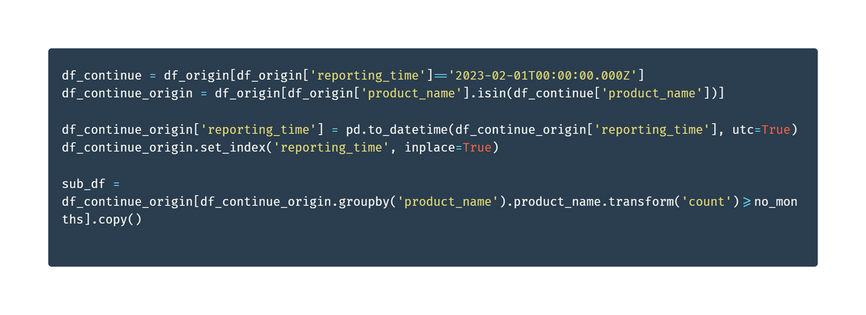 df_continue = df_origin[df_origin['reporting_time']=='2023-02-01T00:00:00.000Z']
df_continue_origin = df_origin[df_origin['product_name'].isin(df_continue['product_name'])]
df_continue_origin['reporting_time'] = pd.to_datetime(df_continue_origin['reporting_time'], utc=True)
df_continue_origin.set_index('reporting_time', inplace=True)
sub_df =
df_continue_origin[df_continue_origin.groupby('product_name').product_name.transform('count')>=no_mon
ths].copy()